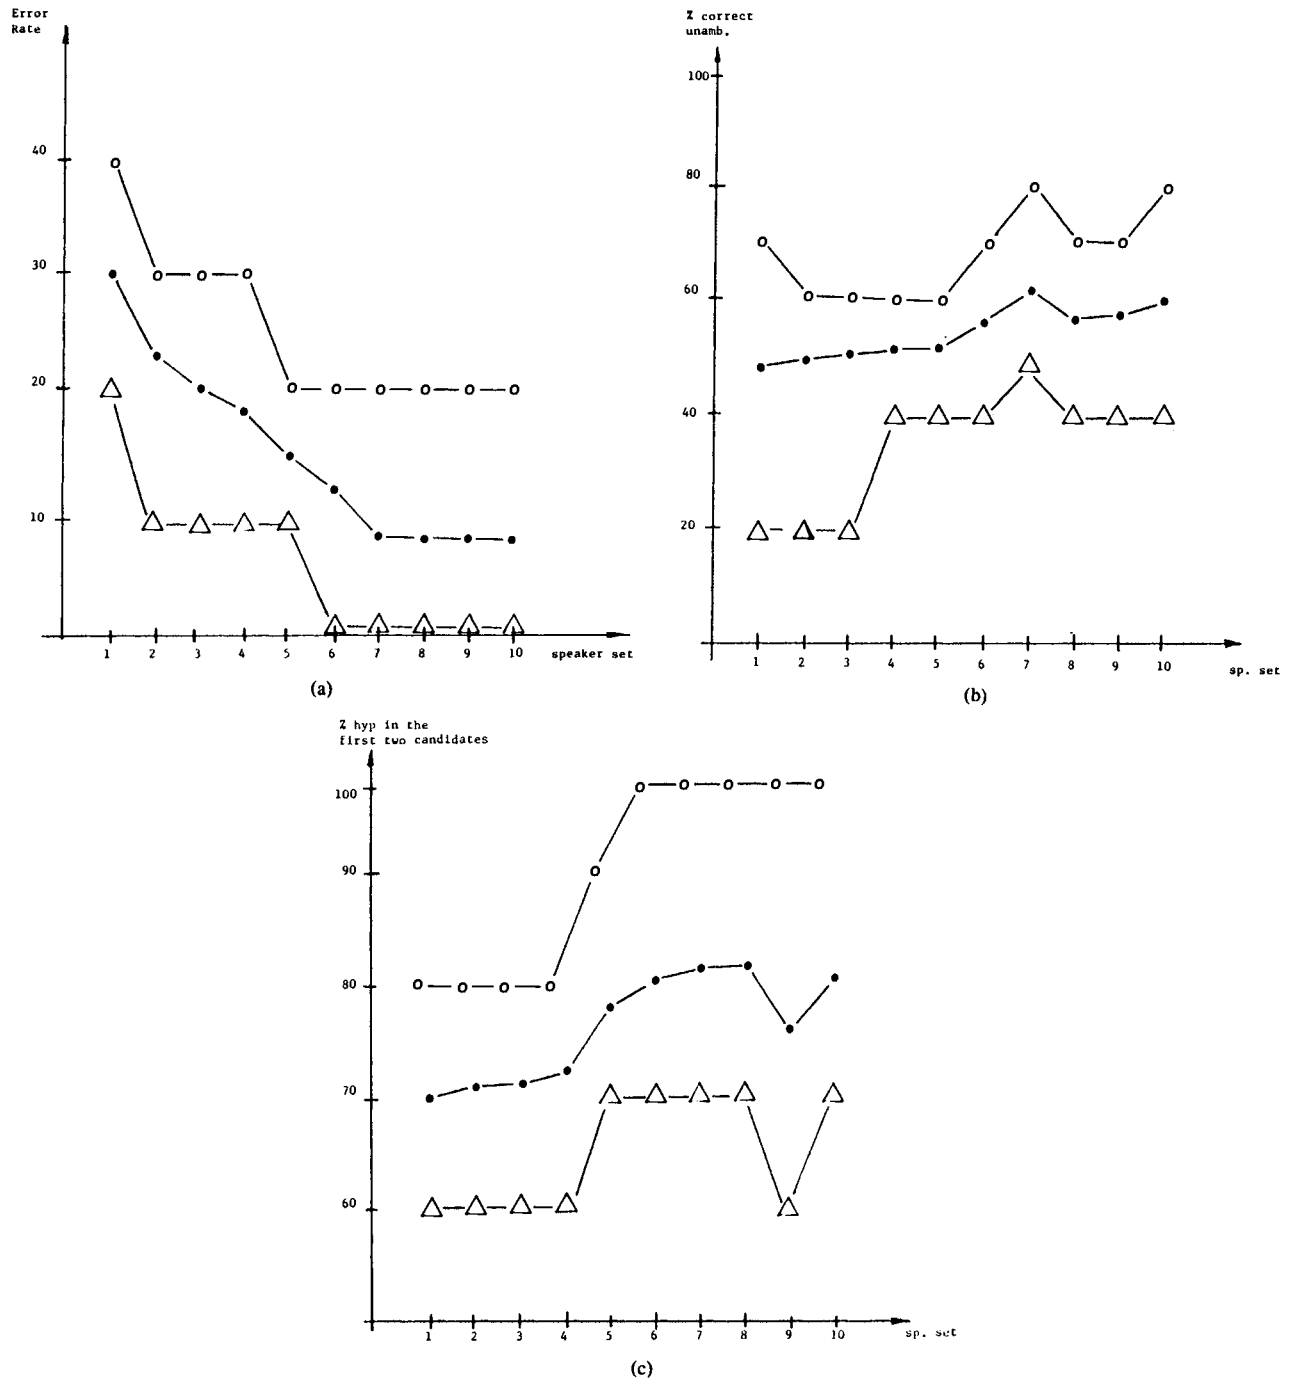 Error
Rate
40
30
20
10
1 2 3 4 5 6 7 8 9 10
speaker set
(a)
% correct
unamb.
100
80
60
40
20
1 2 3 4 5 6 7 8 9 10
sp. set
(b)
% hyp in the
first two candidates
100
90
80
70
60
1 2 3 4 5 6 7 8 9 10
sp. set
(c)